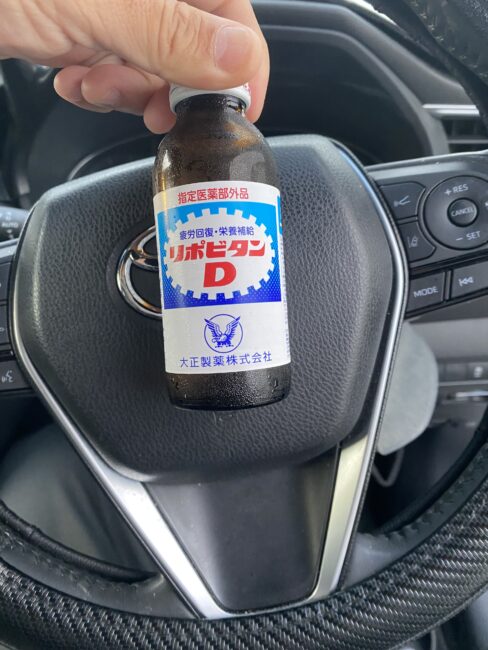 指定医薬部外品
疲労回復・栄養補給
リポビタン
D
大正製薬株式会社
+ RES
CANCEL
- SET
MODE
AUTO